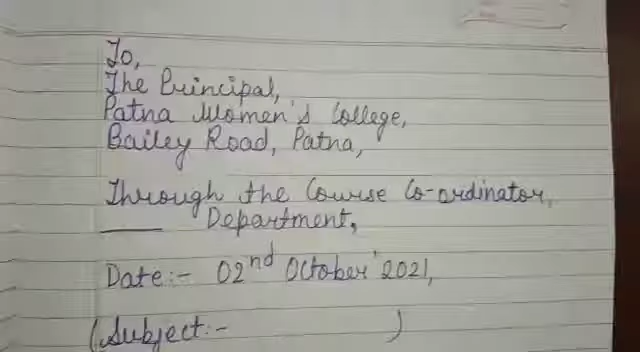 To,
The Principal,
Patna Women's College,
Bailey Road, Patna,
Through the Course Co-ordinator,
____ Department,
Date:- 02nd October' 2021,
(Subject:- )